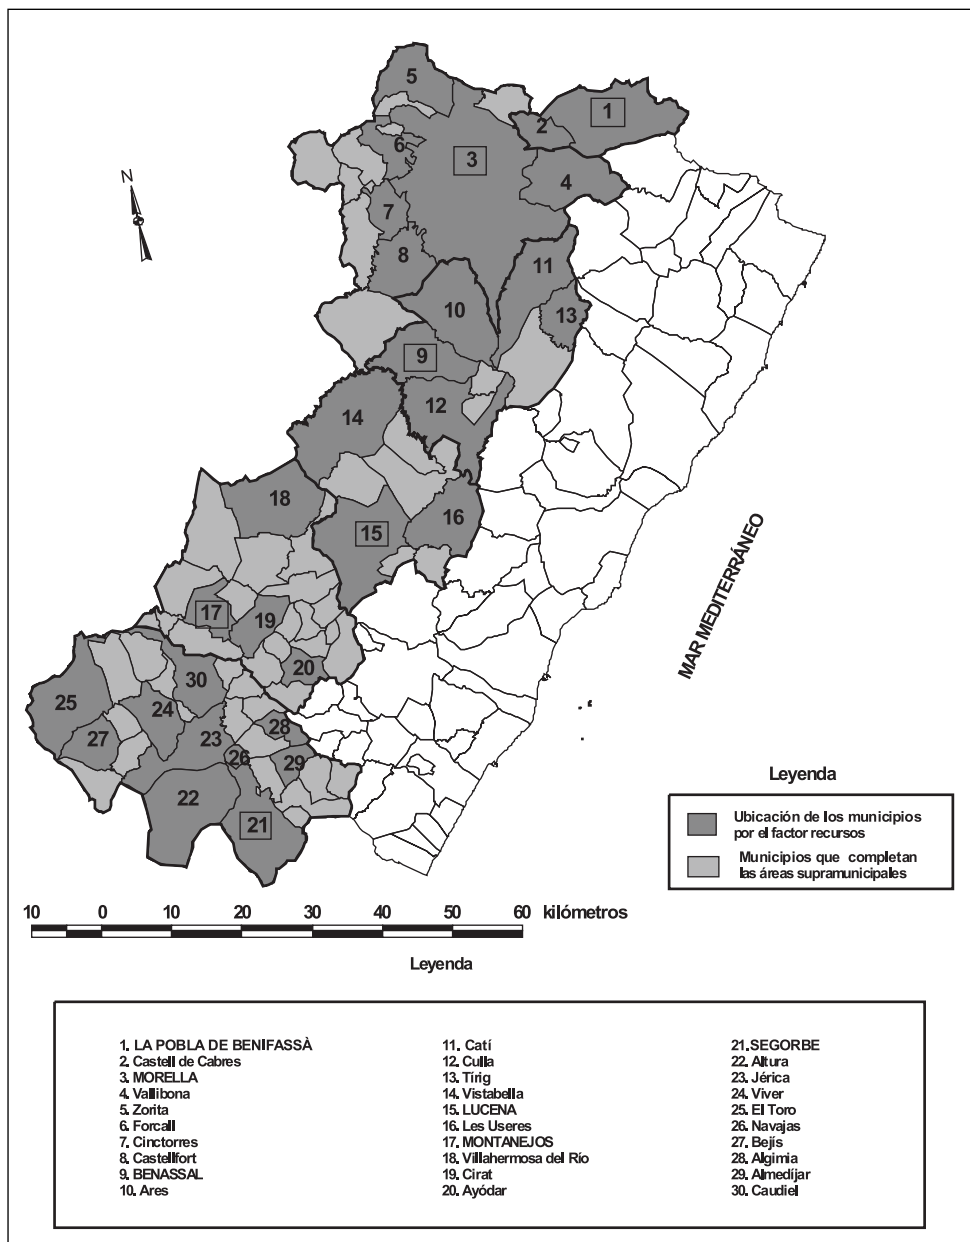 5
1
2
6
3
4
7
8
11
10
13
9
12
14
18
15
16
17
19
20
30
25
24
28
27
23
26
29
22
21
N
MAR MEDITERRÁNEO
Leyenda
Ubicación de los municipios
por el factor recursos
Municipios que completan
las áreas supramunicipales
10 0 10 20 30 40 50 60 kilómetros
Leyenda
1. LA POBLA DE BENIFASSÀ
2. Castell de Cabres
3. MORELLA
4. Vallibona
5. Zorita
6. Forcall
7. Cinctorres
8. Castellfort
9. BENASSAL
10. Ares
11. Catí
12. Culla
13. Tírig
14. Vistabella
15. LUCENA
16. Les Useres
17. MONTANEJOS
18. Villahermosa del Río
19. Cirat
20. Ayódar
21. SEGORBE
22. Altura
23. Jérica
24. Viver
25. El Toro
26. Navajas
27. Bejís
28. Algimia
29. Almedíjar
30. Caudiel